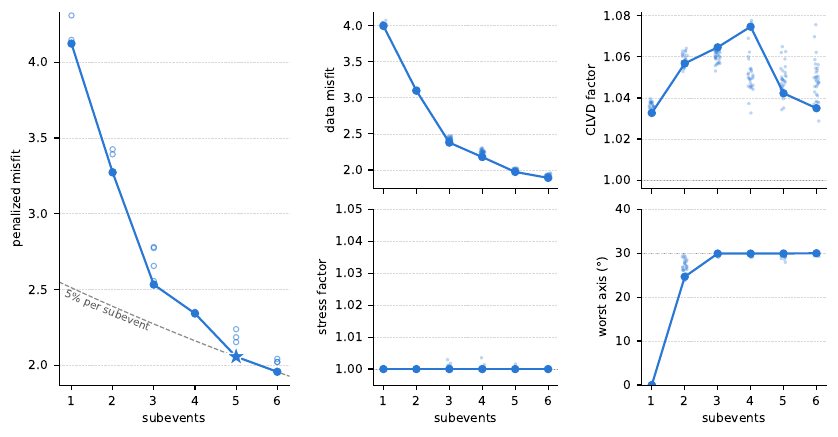 penalized misfit
4.0
3.5
3.0
2.5
2.0
5% per subevent
1 2 3 4 5 6
subevents
data misfit
4.0
3.5
3.0
2.5
2.0
CLVD factor
1.08
1.06
1.04
1.02
1.00
stress factor
1.05
1.04
1.03
1.02
1.01
1.00
1 2 3 4 5 6
subevents
worst axis (°)
40
30
20
10
0
1 2 3 4 5 6
subevents